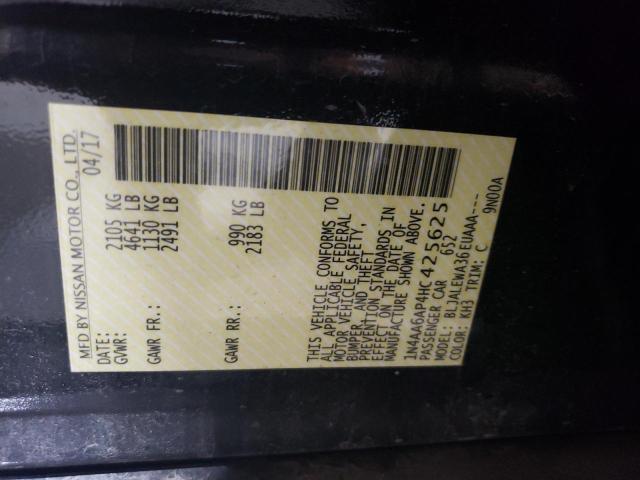 MFD BY NISSAN MOTOR CO., LTD.
DATE: 04/17
GVWR: 2105 KG
4641 LB
GAWR FR: 1130 KG
2491 LB
GAWR RR: 990 KG
2183 LB
THIS VEHICLE CONFORMS TO
ALL APPLICABLE FEDERAL
MOTOR VEHICLE SAFETY,
BUMPER, AND THEFT
PREVENTION STANDARDS IN
EFFECT ON THE DATE OF
MANUFACTURE SHOWN ABOVE.
1N4AA6AP4HC425625
PASSENGER CAR 652
MODEL: BLJALEWA36EUAAA---
COLOR: KH3 TRIM: C 9N00A